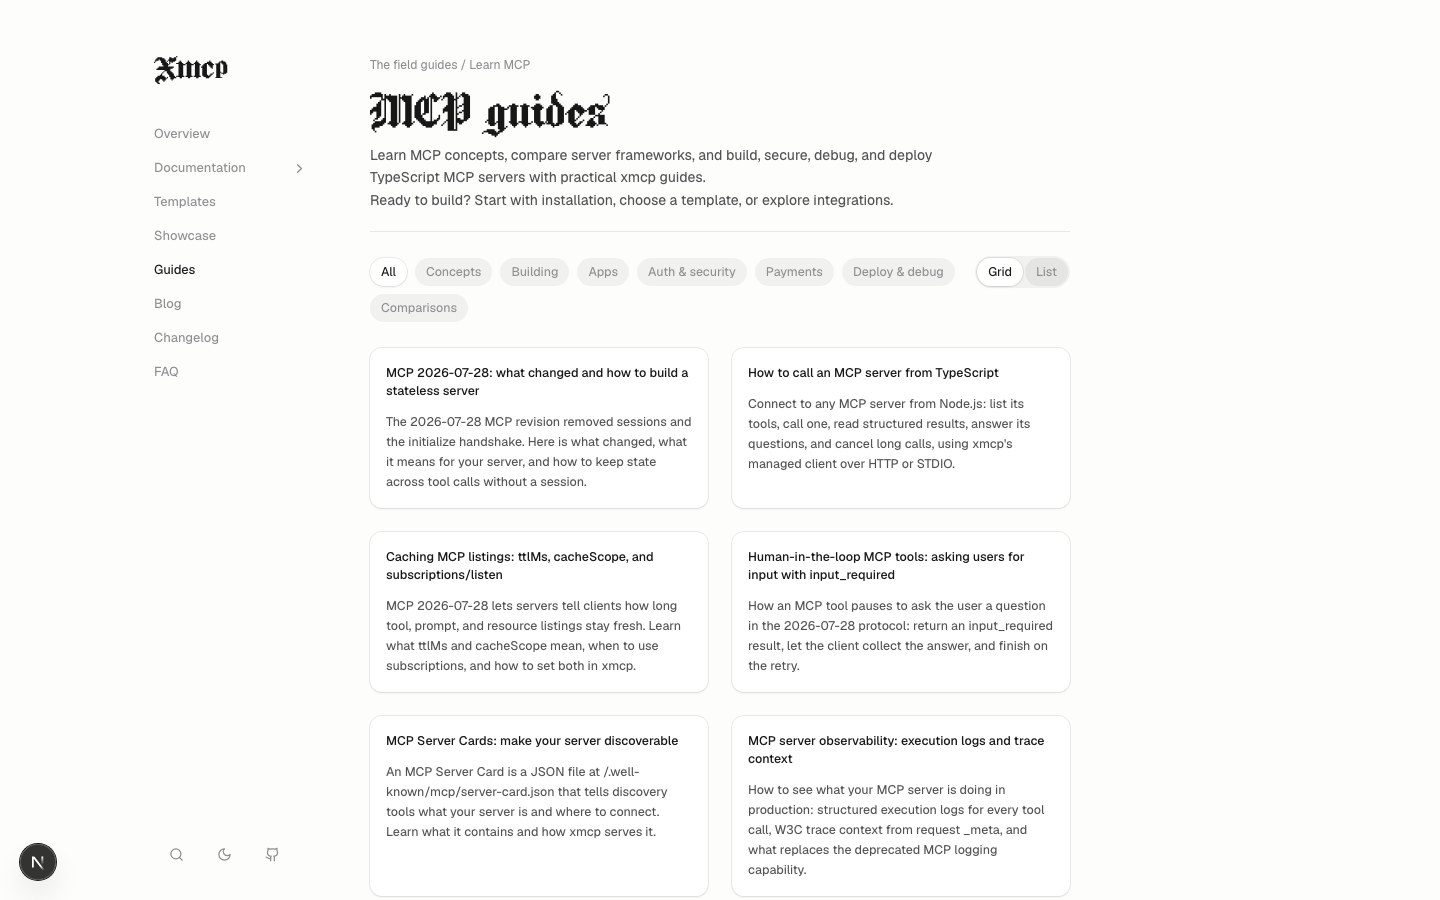 Xmcp
Overview
Documentation
Templates
Showcase
Guides
Blog
Changelog
FAQ
The field guides / Learn MCP
MCP guides
Learn MCP concepts, compare server frameworks, and build, secure, debug, and deploy
TypeScript MCP servers with practical xmcp guides.
Ready to build? Start with installation, choose a template, or explore integrations.
All
Concepts
Building
Apps
Auth & security
Payments
Deploy & debug
Comparisons
Grid
List
MCP 2026-07-28: what changed and how to build a
stateless server
The 2026-07-28 MCP revision removed sessions and
the initialize handshake. Here is what changed, what
it means for your server, and how to keep state
across tool calls without a session.
How to call an MCP server from TypeScript
Connect to any MCP server from Node.js: list its
tools, call one, read structured results, answer its
questions, and cancel long calls, using xmcp's
managed client over HTTP or STDIO.
Caching MCP listings: ttlMs, cacheScope, and
subscriptions/listen
MCP 2026-07-28 lets servers tell clients how long
tool, prompt, and resource listings stay fresh. Learn
what ttlMs and cacheScope mean, when to use
subscriptions, and how to set both in xmcp.
Human-in-the-loop MCP tools: asking users for
input with input_required
How an MCP tool pauses to ask the user a question
in the 2026-07-28 protocol: return an input_required
result, let the client collect the answer, and finish on
the retry.
MCP Server Cards: make your server discoverable
An MCP Server Card is a JSON file at /.well-
known/mcp/server-card.json that tells discovery
tools what your server is and where to connect.
Learn what it contains and how xmcp serves it.
MCP server observability: execution logs and trace
context
How to see what your MCP server is doing in
production: structured execution logs for every tool
call, W3C trace context from request _meta, and
what replaces the deprecated MCP logging
capability.
N